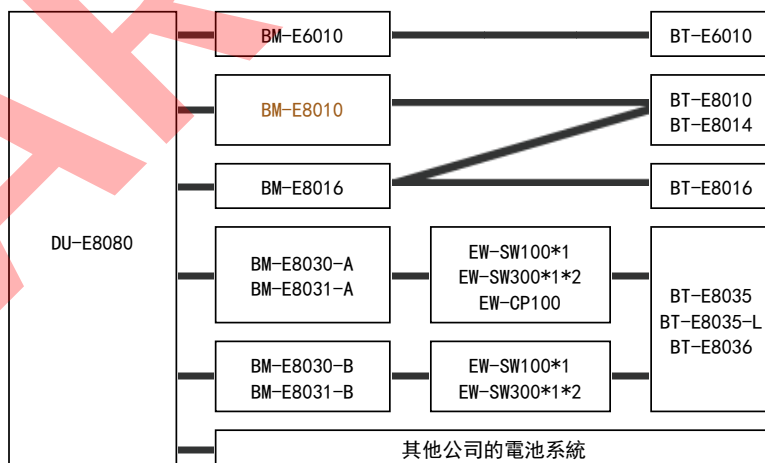 BM-E6010
BT-E6010
BM-E8010
BT-E8010
BT-E8014
BM-E8016
BT-E8016
DU-E8080
BM-E8030-A
BM-E8031-A
EW-SW100*1
EW-SW300*1*2
EW-CP100
BT-E8035
BT-E8035-L
BT-E8036
BM-E8030-B
BM-E8031-B
EW-SW100*1
EW-SW300*1*2
其他公司的電池系統